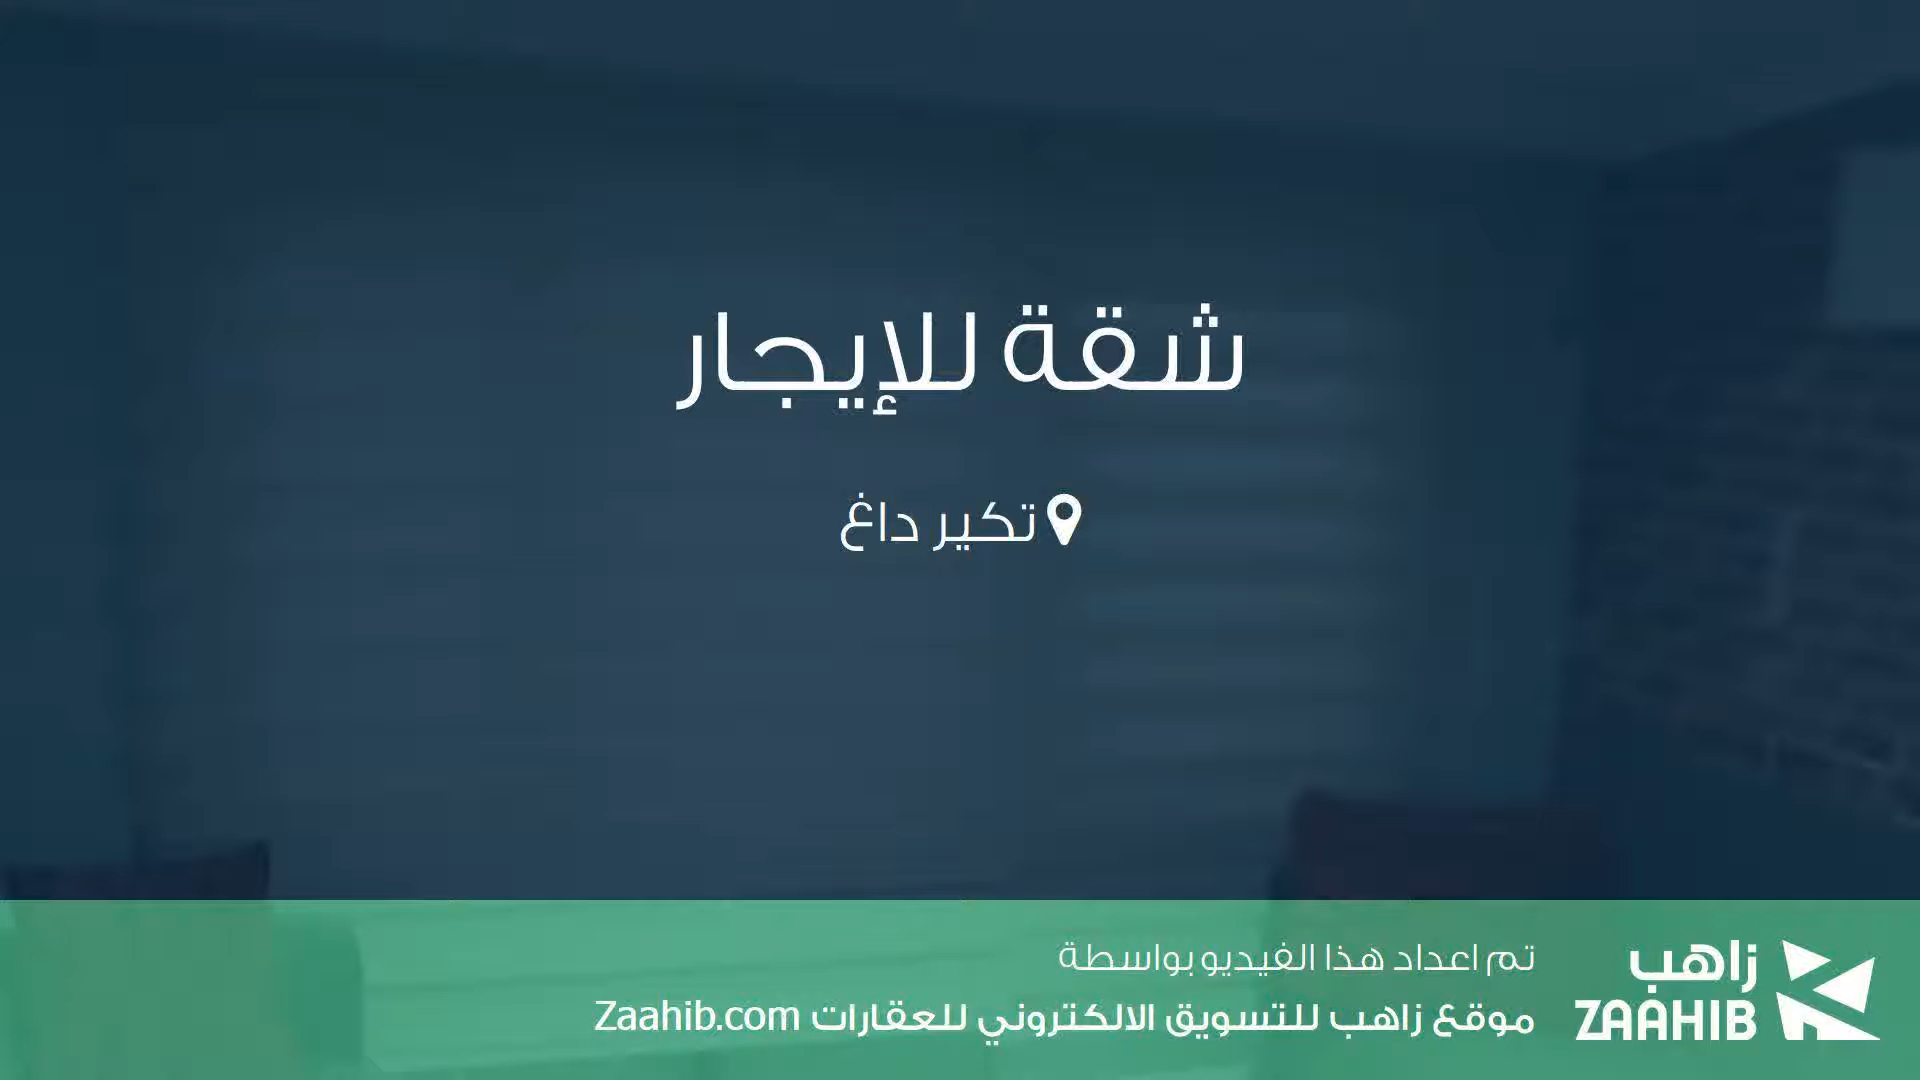 شقة للإيجار
تكير داغ
تم اعداد هذا الفيديو بواسطة
موقع زاهب للتسويق الالكتروني للعقارات Zaahib.com
زاهب
ZAAHIB